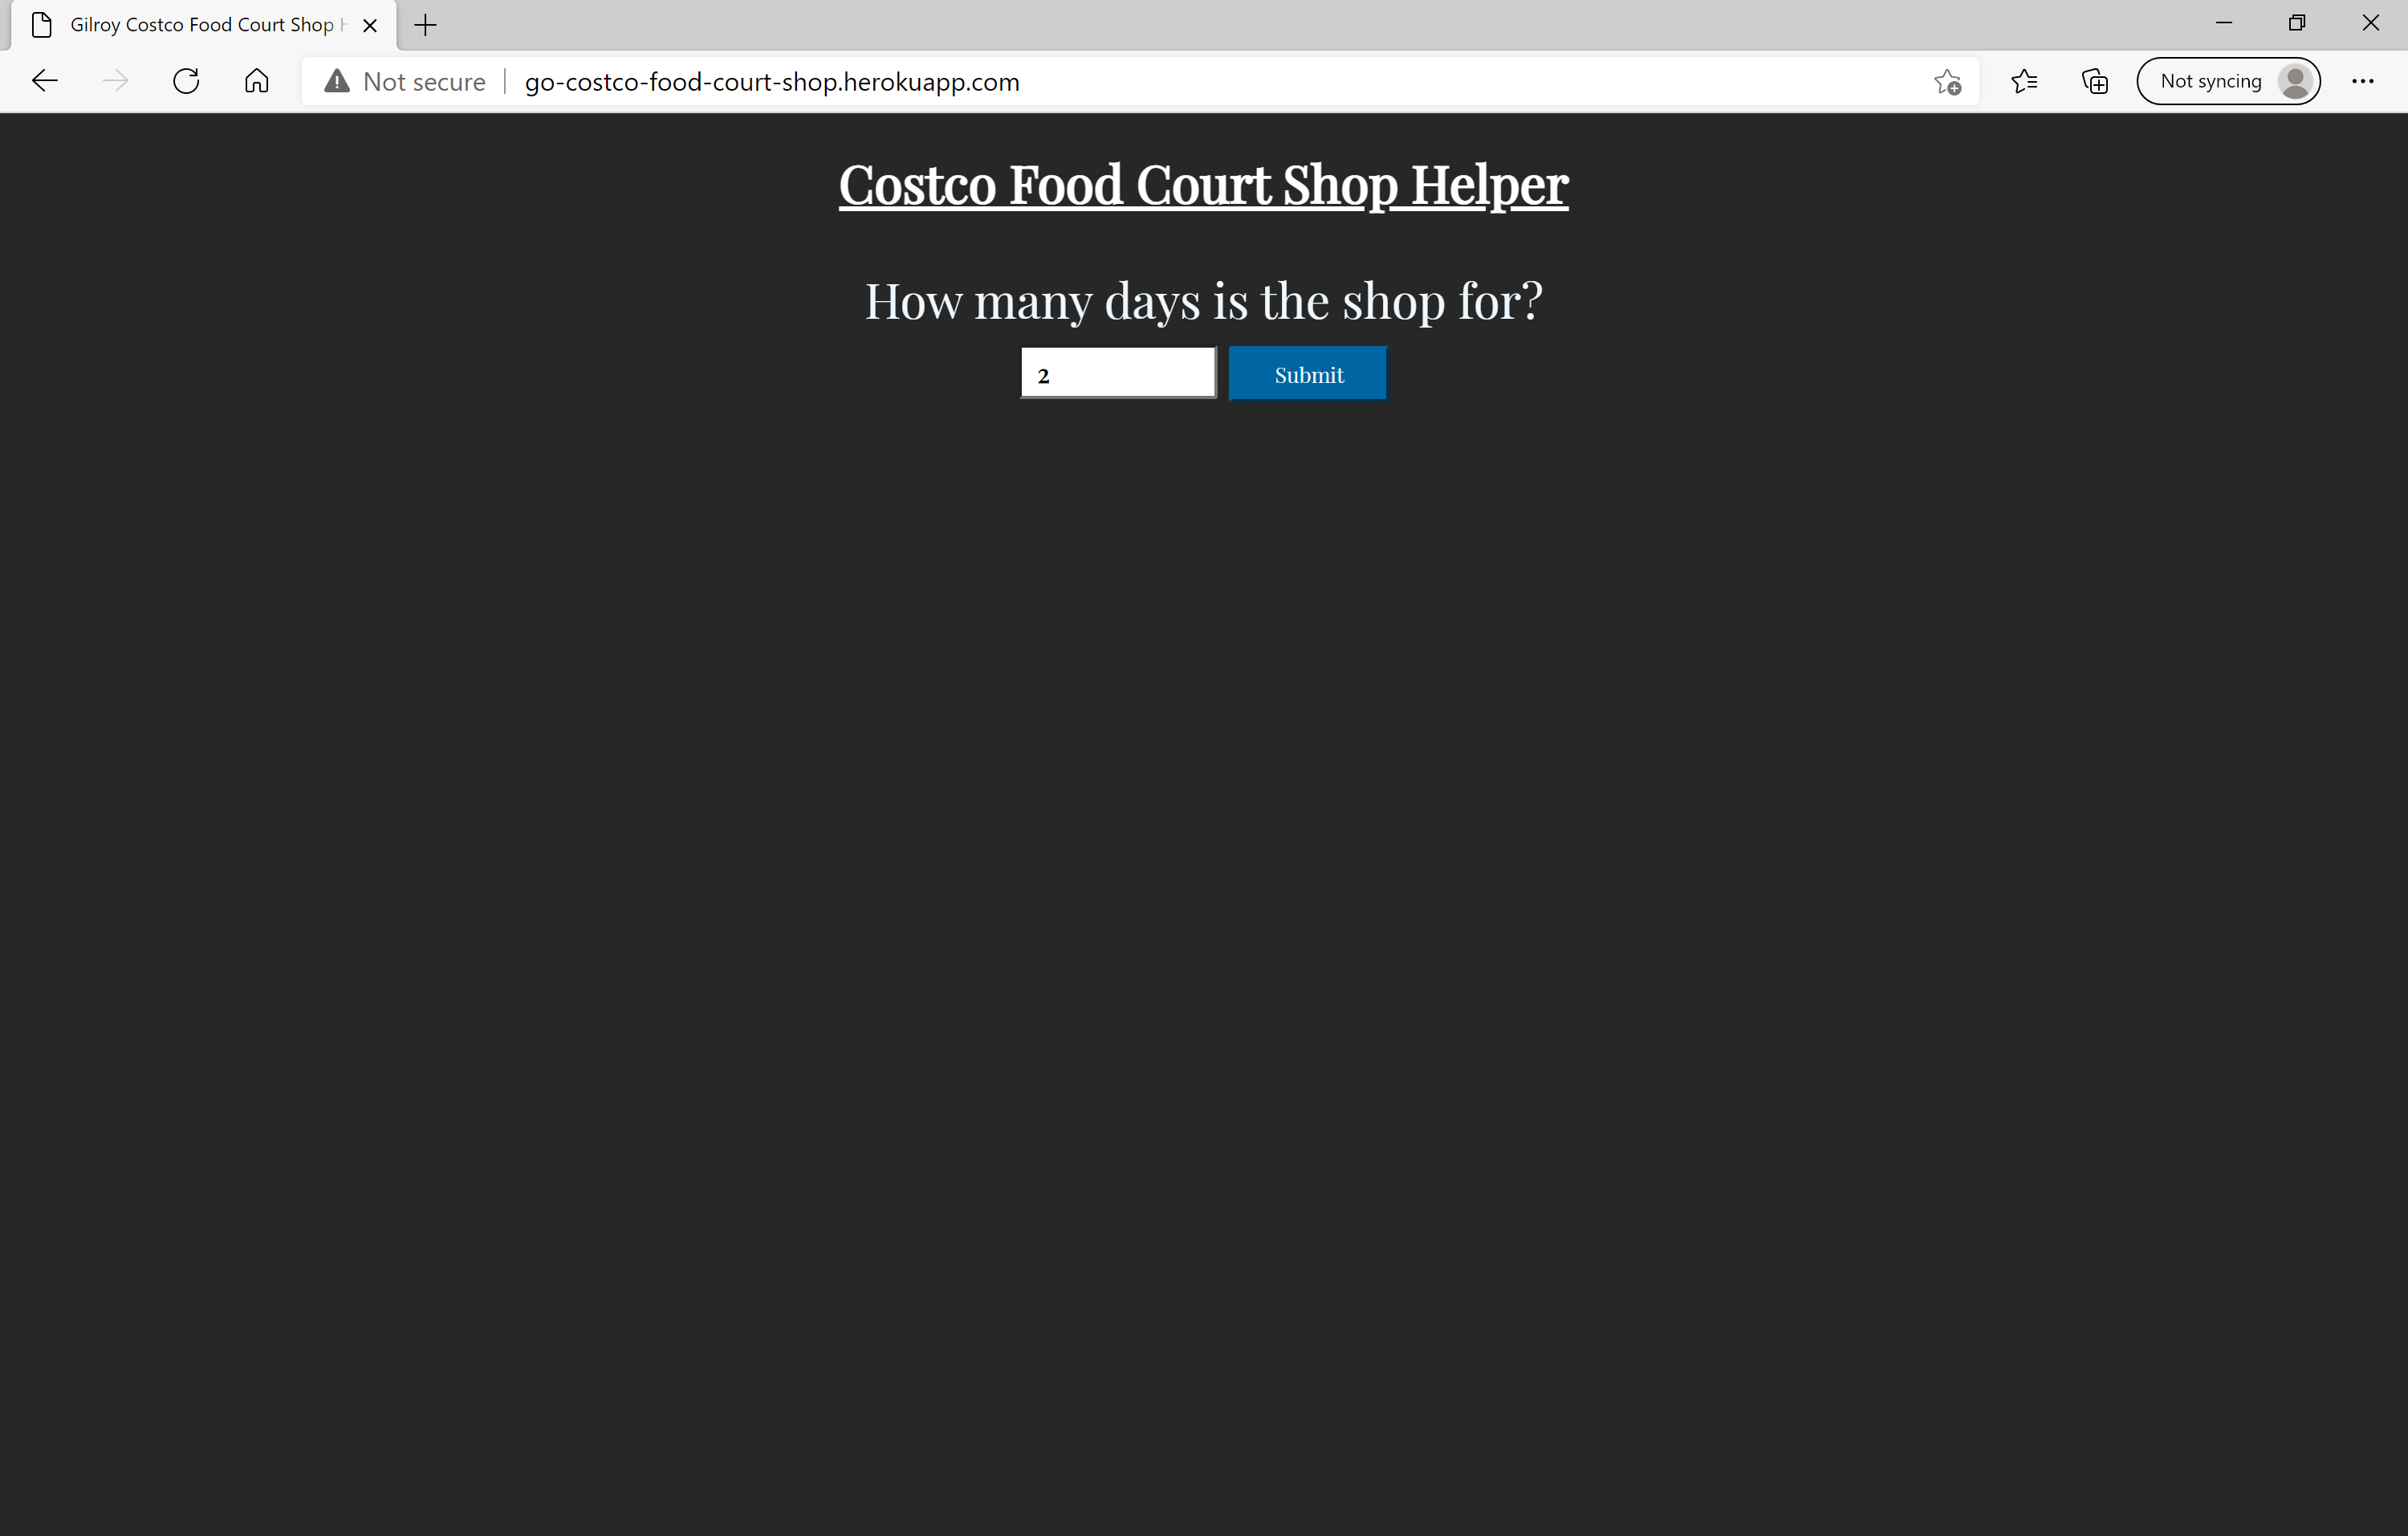 Gilroy Costco Food Court Shop
Not secure
go-costco-food-court-shop.herokuapp.com
Not syncing
Costco Food Court Shop Helper
How many days is the shop for?
2
Submit